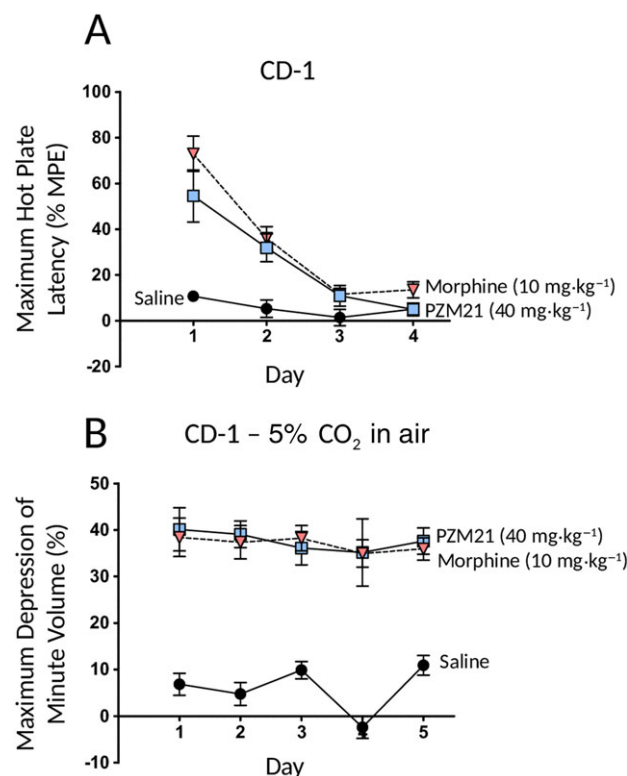 A
CD-1
Maximum Hot Plate
Latency (% MPE)
100
80
60
40
20
0
-20
Saline
Morphine (10 mg·kg⁻¹)
PZM21 (40 mg·kg⁻¹)
1 2 3 4
Day
B
CD-1 – 5% CO₂ in air
Maximum Depression of
Minute Volume (%)
50
40
30
20
10
0
-10
PZM21 (40 mg·kg⁻¹)
Morphine (10 mg·kg⁻¹)
Saline
1 2 3 4 5
Day